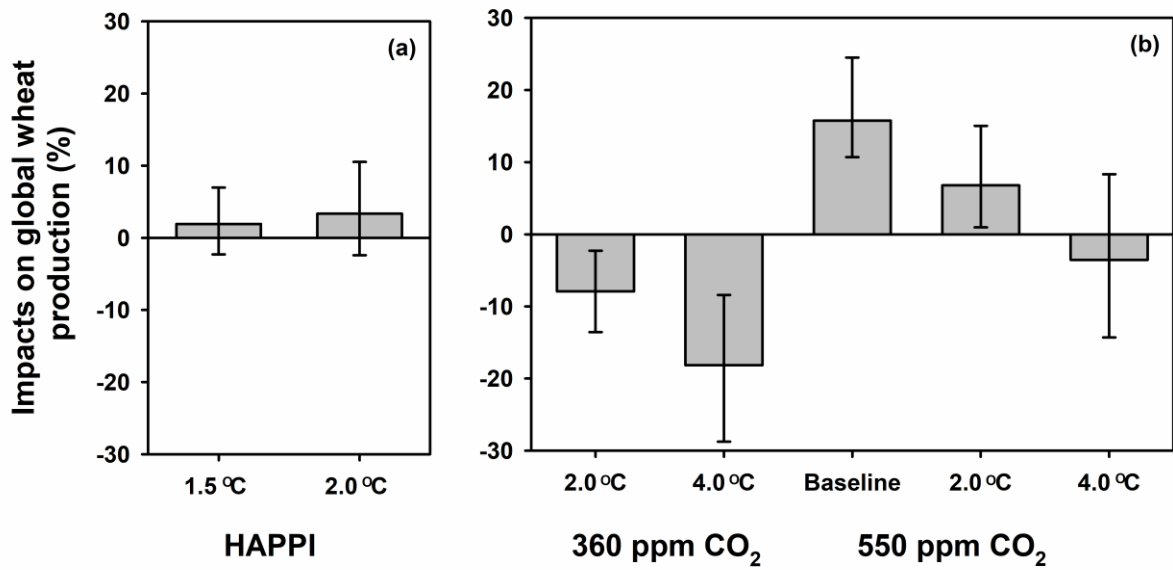 Impacts on global wheat
production (%)
30
20
10
0
-10
-20
-30
(a)
1.5 °C
2.0 °C
HAPPI
30
20
10
0
-10
-20
-30
(b)
2.0 °C
4.0 °C
Baseline
2.0 °C
4.0 °C
360 ppm CO₂
550 ppm CO₂